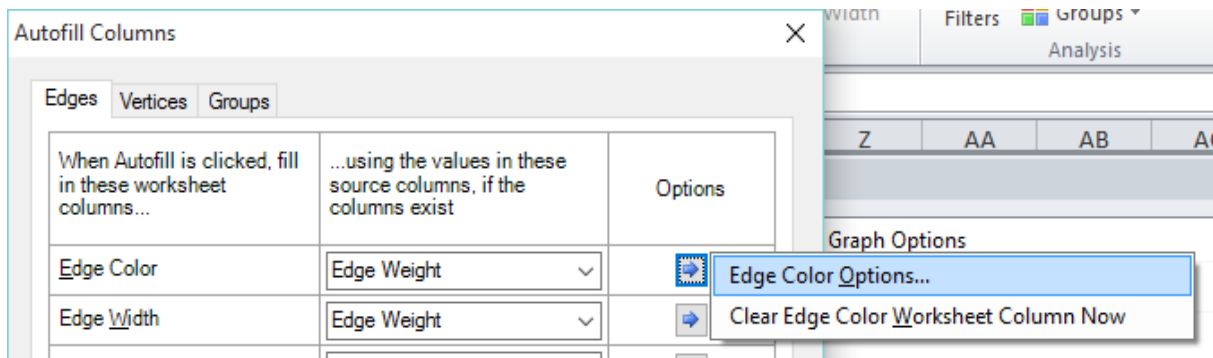 Autofill Columns
Width
Filters
Groups
Analysis
Edges
Vertices
Groups
Z
AA
AB
When Autofill is clicked, fill
in these worksheet
columns...
...using the values in these
source columns, if the
columns exist
Options
Graph Options
Edge Color
Edge Weight
Edge Color Options...
Edge Width
Edge Weight
Clear Edge Color Worksheet Column Now